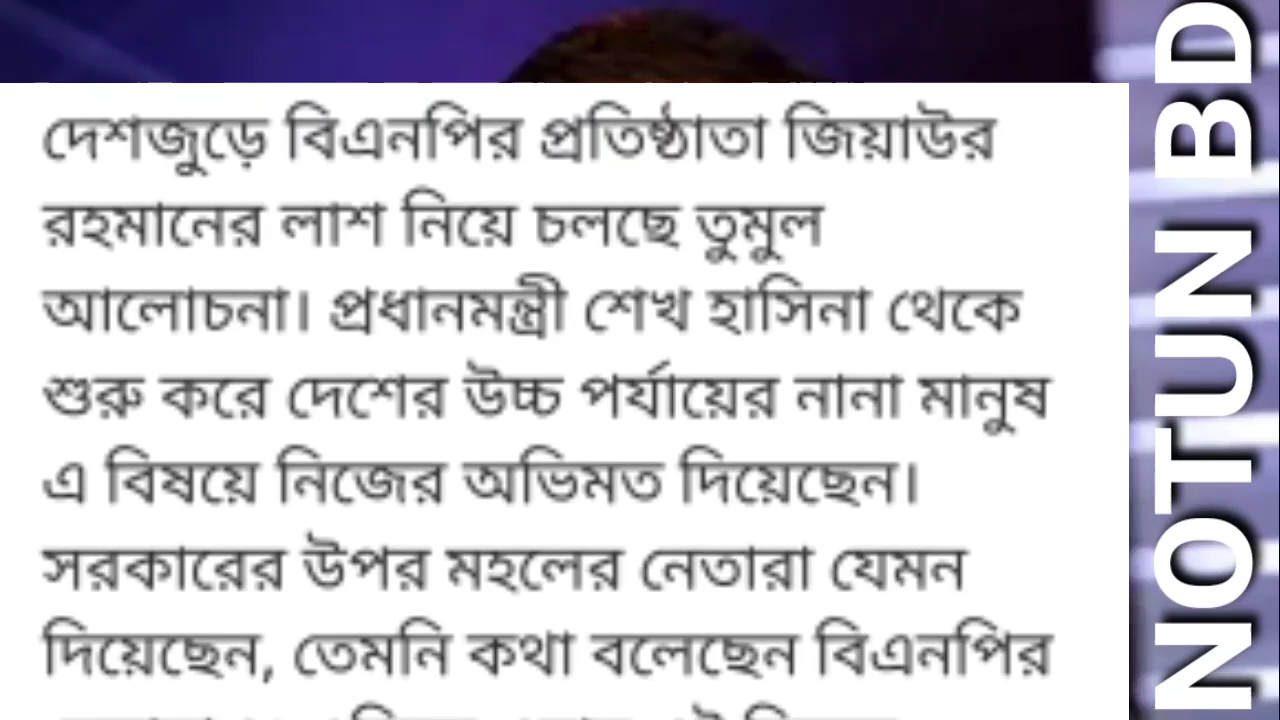 দেশজুড়ে বিএনপির প্রতিষ্ঠাতা জিয়াউর
রহমানের লাশ নিয়ে চলছে তুমুল
আলোচনা। প্রধানমন্ত্রী শেখ হাসিনা থেকে
শুরু করে দেশের উচ্চ পর্যায়ের নানা মানুষ
এ বিষয়ে নিজের অভিমত দিয়েছেন।
সরকারের উপর মহলের নেতারা যেমন
দিয়েছেন, তেমনি কথা বলেছেন বিএনপির
NOTUN BD